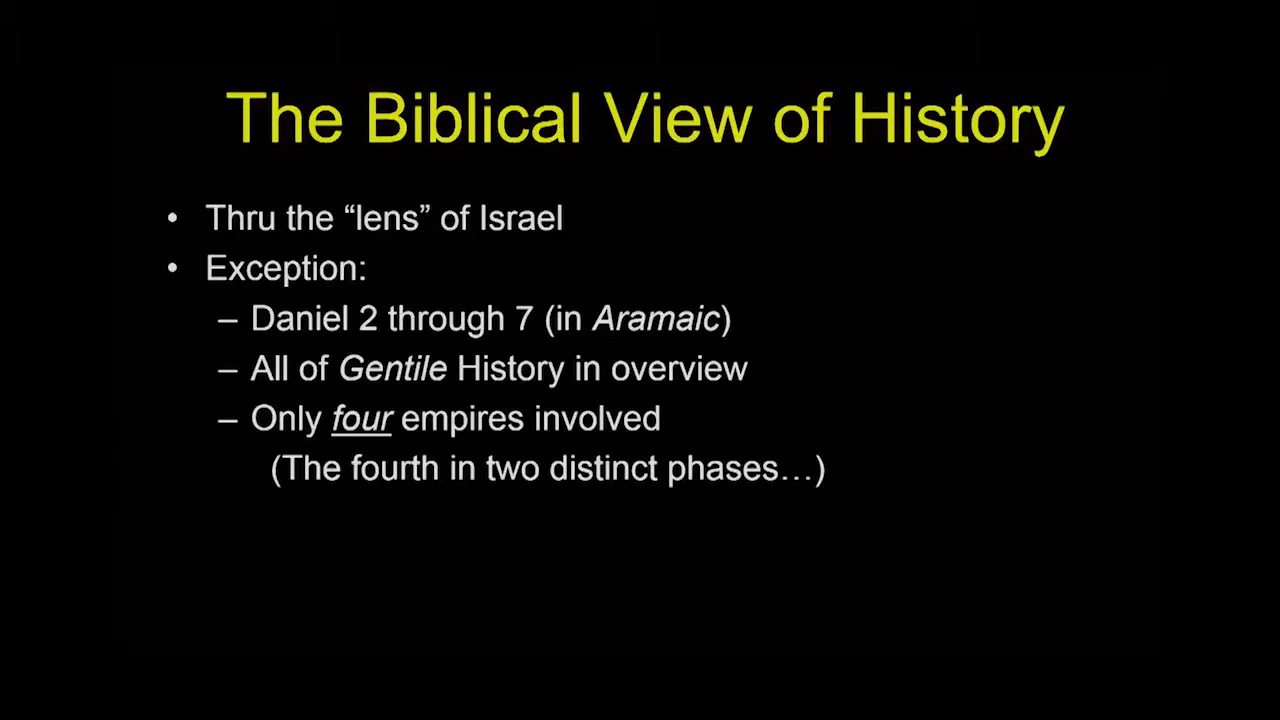 The Biblical View of History
• Thru the “lens” of Israel
• Exception:
– Daniel 2 through 7 (in Aramaic)
– All of Gentile History in overview
– Only four empires involved
(The fourth in two distinct phases…)